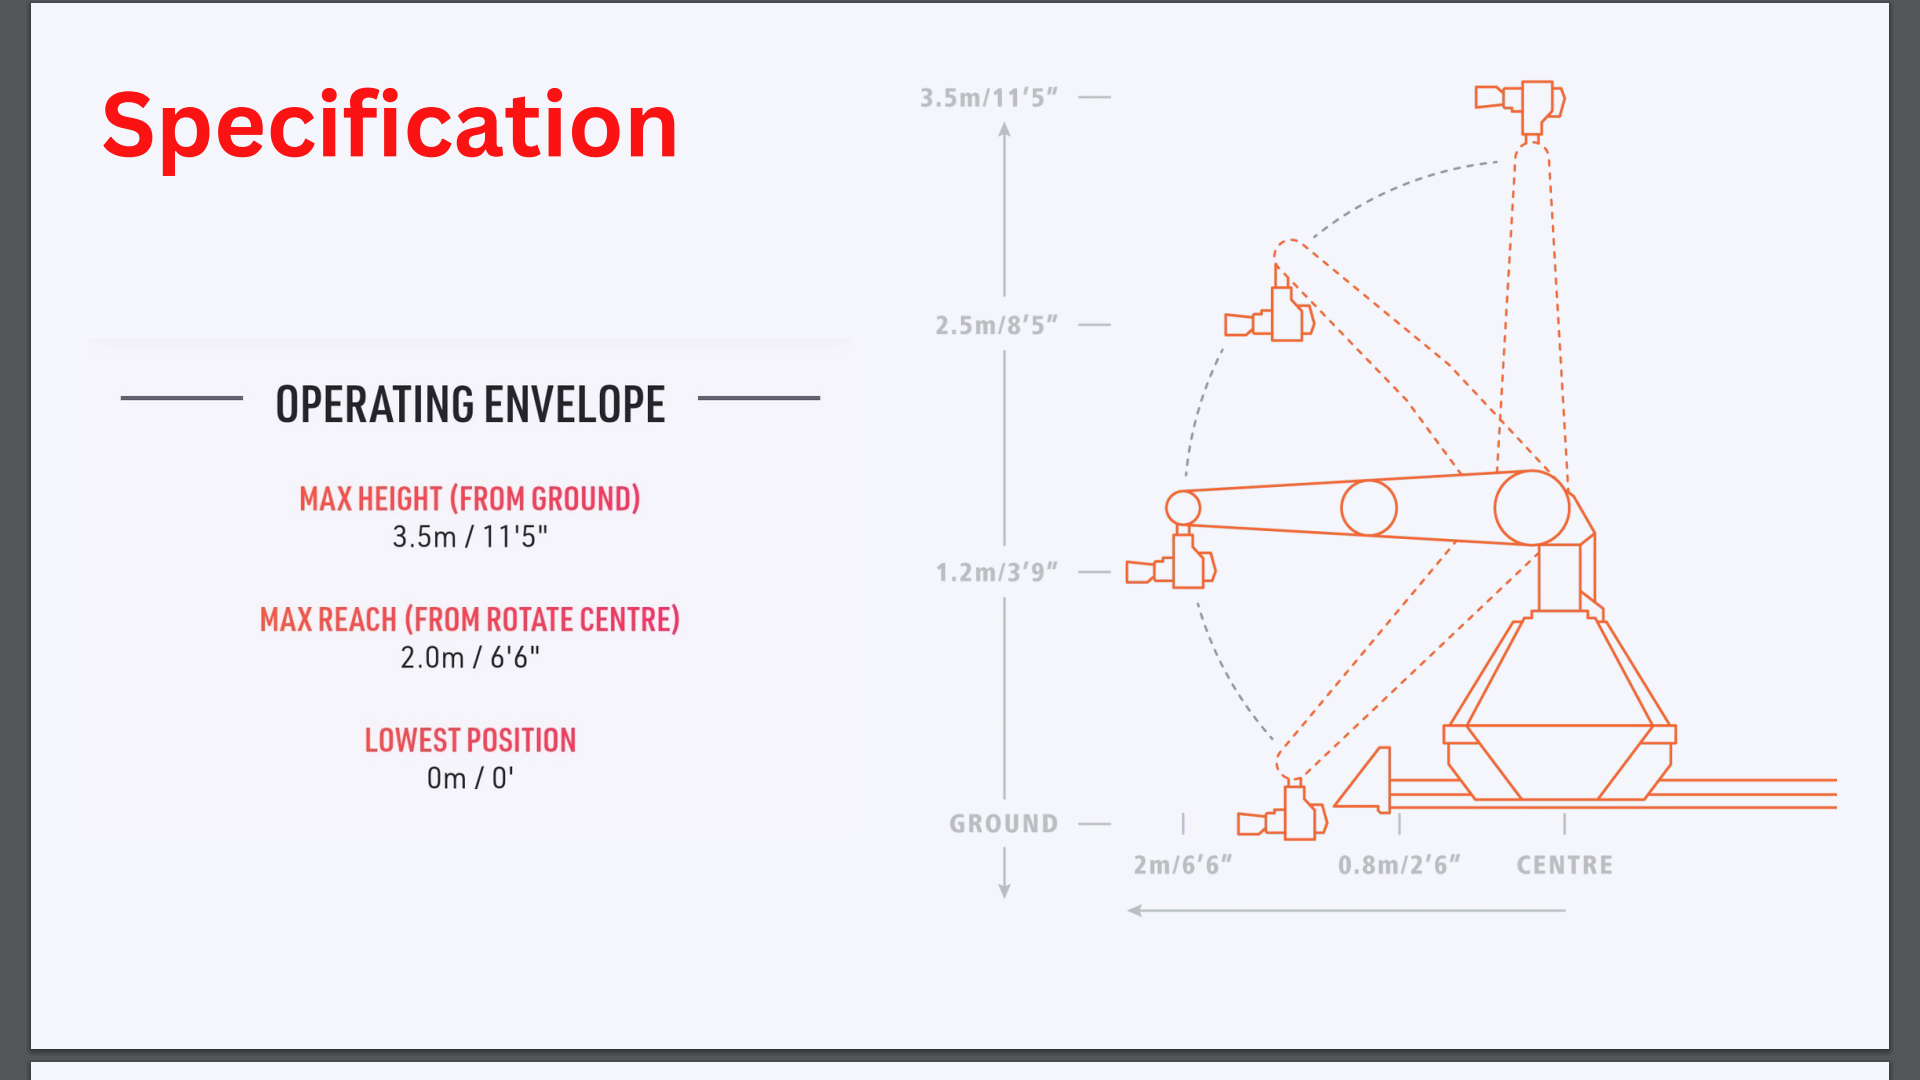 Specification
OPERATING ENVELOPE
MAX HEIGHT (FROM GROUND)
3.5m / 11'5"
MAX REACH (FROM ROTATE CENTRE)
2.0m / 6'6"
LOWEST POSITION
0m / 0'
3.5m/11’5”
2.5m/8’5”
1.2m/3’9”
GROUND
2m/6’6” 0.8m/2’6” CENTRE